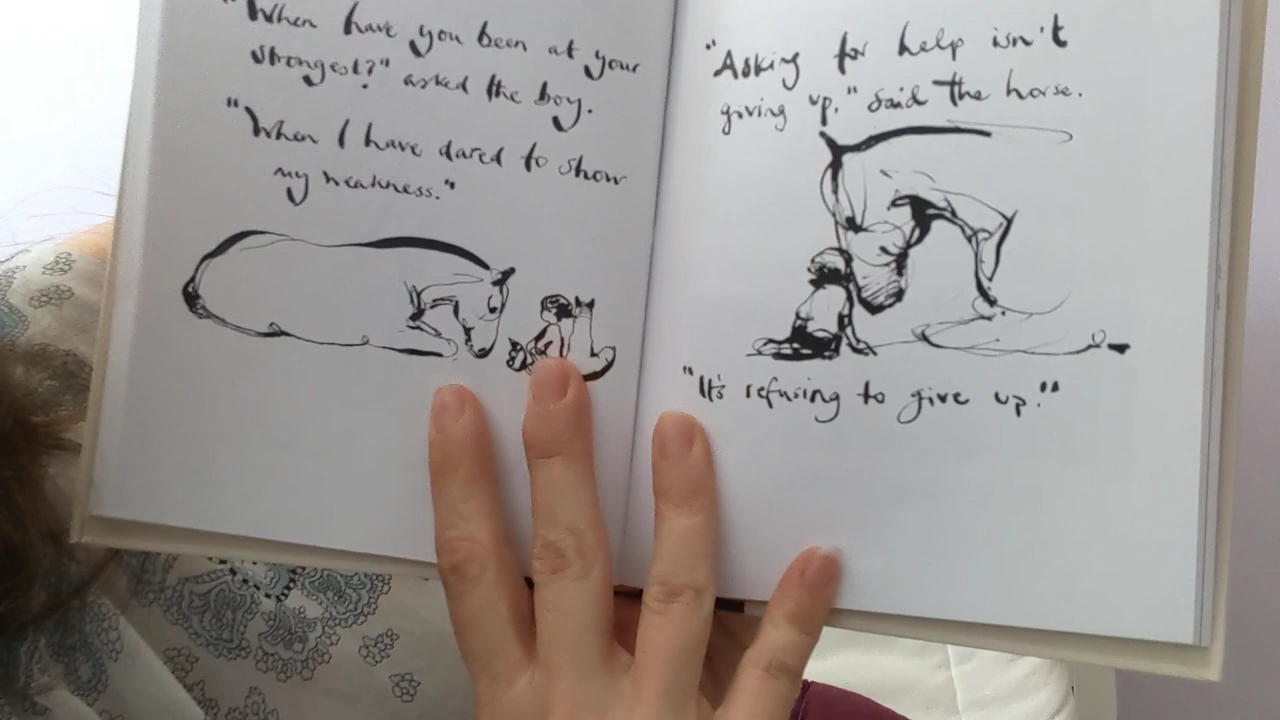 "When have you been at your
strongest?" asked the boy.
"When I have dared to show
my weakness."
"Asking for help isn't
giving up." said the horse.
"It's refusing to give up."